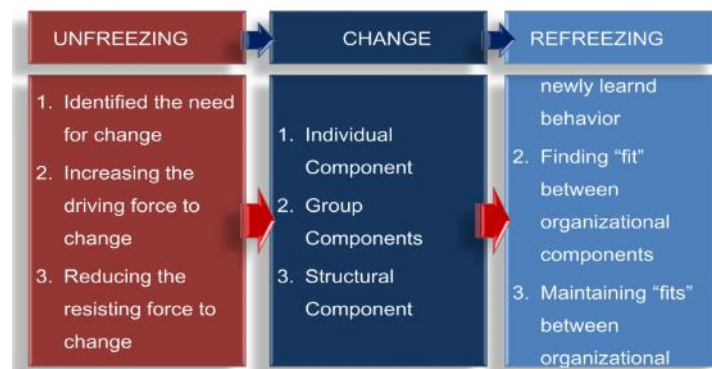 UNFREEZING
CHANGE
REFREEZING
1. Identified the need
for change
2. Increasing the
driving force to
change
3. Reducing the
resisting force to
change
1. Individual
Component
2. Group
Components
3. Structural
Component
newly learnd
behavior
2. Finding “fit”
between
organizational
components
3. Maintaining “fits”
between
organizational